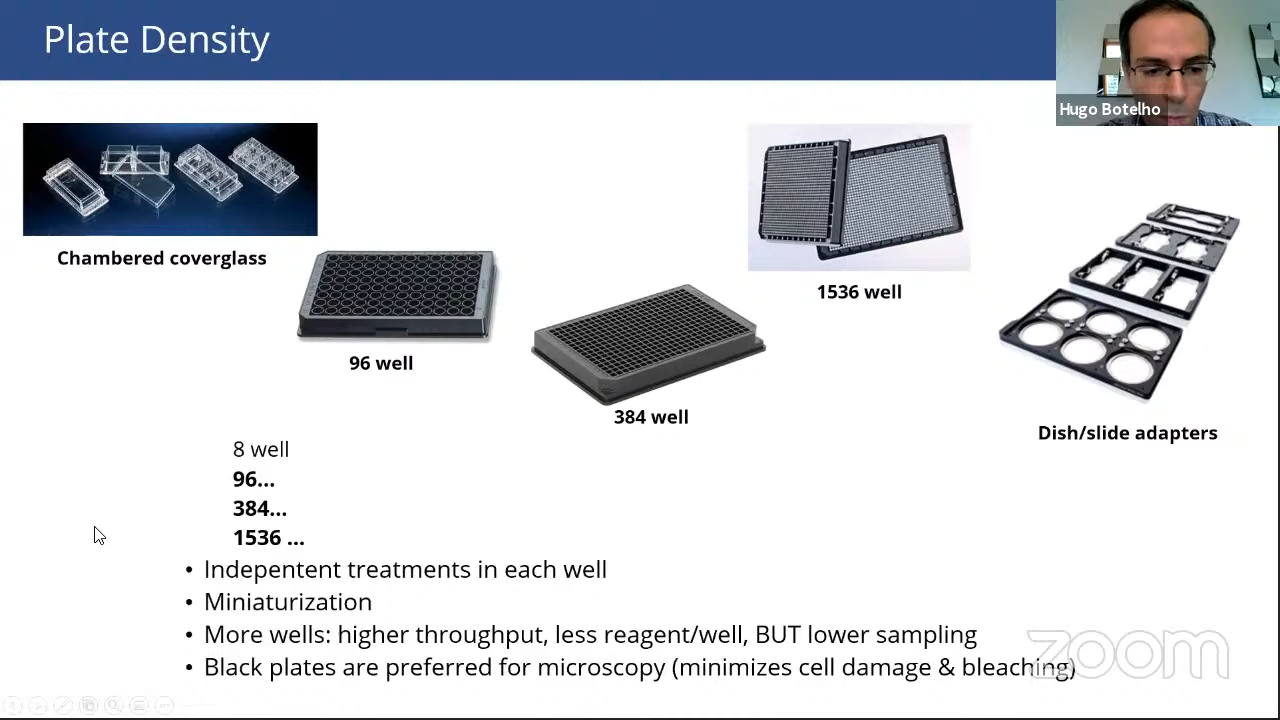 Plate Density
Hugo Botelho
Chambered coverglass
96 well
384 well
1536 well
Dish/slide adapters
8 well
96...
384...
1536 ...
• Indepentent treatments in each well
• Miniaturization
• More wells: higher throughput, less reagent/well, BUT lower sampling
• Black plates are preferred for microscopy (minimizes cell damage & bleaching)
zoom